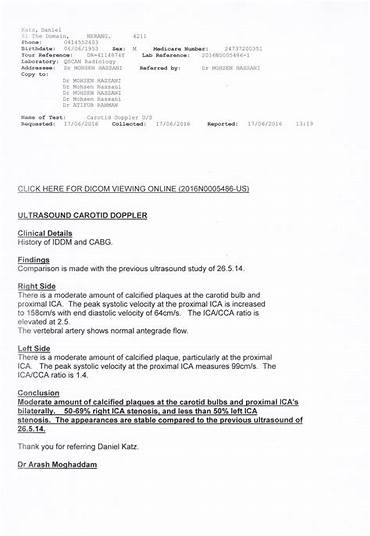 Katz, Daniel
The Domain, NERANG. 4211
Phone: 0414552603
Birthdate: 06/06/1953 Sex: M Medicare Number: 24737200351
Your Reference: Lab Reference: 2016N0005486-1
Laboratory: QSCAN Radiology
Addressee: Dr MOHSEN HASSANI Referred by: Dr MOHSEN HASSANI
Copy to:
Dr MOHSEN HASSANI
Dr Mohsen Hassani
Dr MOHSEN HASSANI
Dr Mohsen Hassani
Dr ATIFUR RAHMAN
Name of Test: Carotid Doppler D/S
Requested: 17/06/2016 Collected: 17/06/2016 Reported: 17/06/2016 13:19
CLICK HERE FOR DICOM VIEWING ONLINE (2016N0005486-US)
ULTRASOUND CAROTID DOPPLER
Clinical Details
History of IDDM and CABG.
Findings
Comparison is made with the previous ultrasound study of 26.5.14.
Right Side
There is a moderate amount of calcified plaques at the carotid bulb and
proximal ICA. The peak systolic velocity at the proximal ICA is increased
to 158cm/s with end diastolic velocity of 64cm/s. The ICA/CCA ratio is
elevated at 2.5.
The vertebral artery shows normal antegrade flow.
Left Side
There is a moderate amount of calcified plaque, particularly at the proximal
ICA. The peak systolic velocity at the proximal ICA measures 99cm/s. The
ICA/CCA ratio is 1.4.
Conclusion
Moderate amount of calcified plaques at the carotid bulbs and proximal ICA's
bilaterally. 50-69% right ICA stenosis, and less than 50% left ICA
stenosis. The appearances are stable compared to the previous ultrasound of
26.5.14.
Thank you for referring Daniel Katz.
Dr Arash Moghaddam